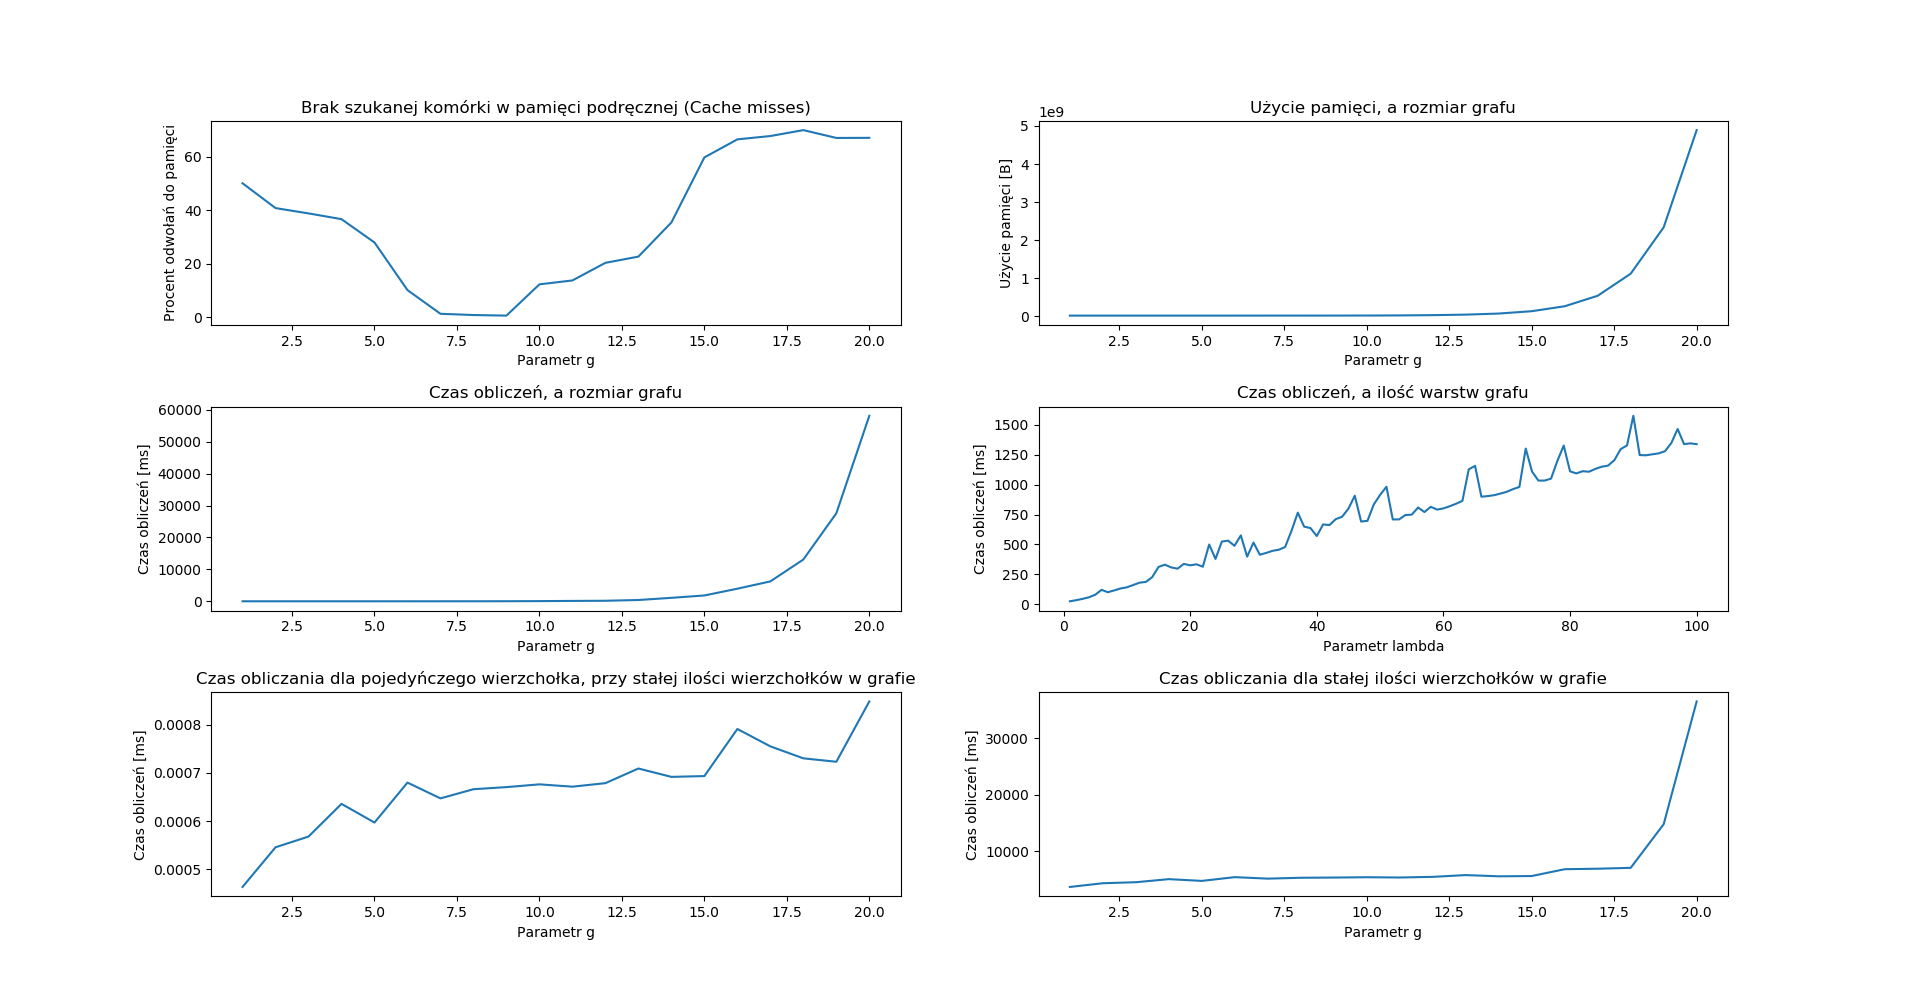 Brak szukanej komórki w pamięci podręcznej (Cache misses)
Procent odwołań do pamięci
60
40
20
0
2.5 5.0 7.5 10.0 12.5 15.0 17.5 20.0
Parametr g
Użycie pamięci, a rozmiar grafu
1e9
Użycie pamięci [B]
5
4
3
2
1
0
2.5 5.0 7.5 10.0 12.5 15.0 17.5 20.0
Parametr g
Czas obliczeń, a rozmiar grafu
Czas obliczeń [ms]
60000
50000
40000
30000
20000
10000
0
2.5 5.0 7.5 10.0 12.5 15.0 17.5 20.0
Parametr g
Czas obliczeń, a ilość warstw grafu
Czas obliczeń [ms]
1500
1250
1000
750
500
250
0
0 20 40 60 80 100
Parametr lambda
Czas obliczania dla pojedyńczego wierzchołka, przy stałej ilości wierzchołków w grafie
Czas obliczeń [ms]
0.0008
0.0007
0.0006
0.0005
2.5 5.0 7.5 10.0 12.5 15.0 17.5 20.0
Parametr g
Czas obliczania dla stałej ilości wierzchołków w grafie
Czas obliczeń [ms]
30000
20000
10000
2.5 5.0 7.5 10.0 12.5 15.0 17.5 20.0
Parametr g